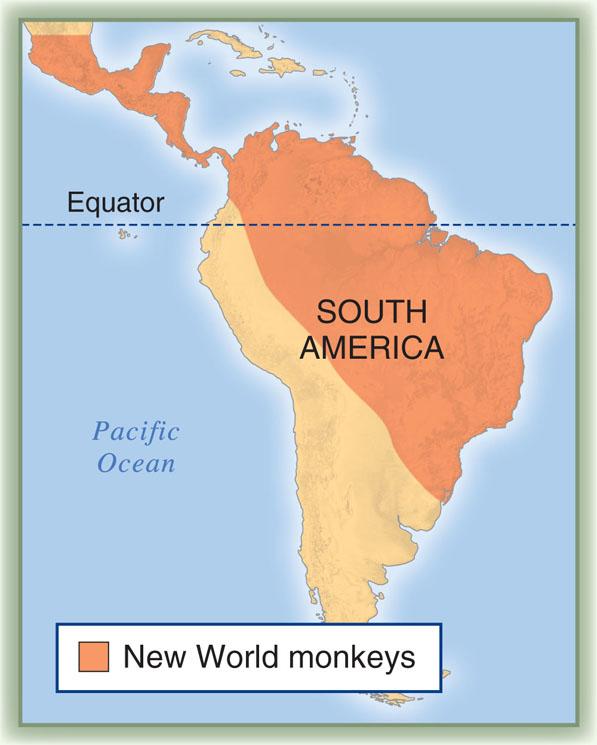 Equator
SOUTH
AMERICA
Pacific
Ocean
New World monkeys